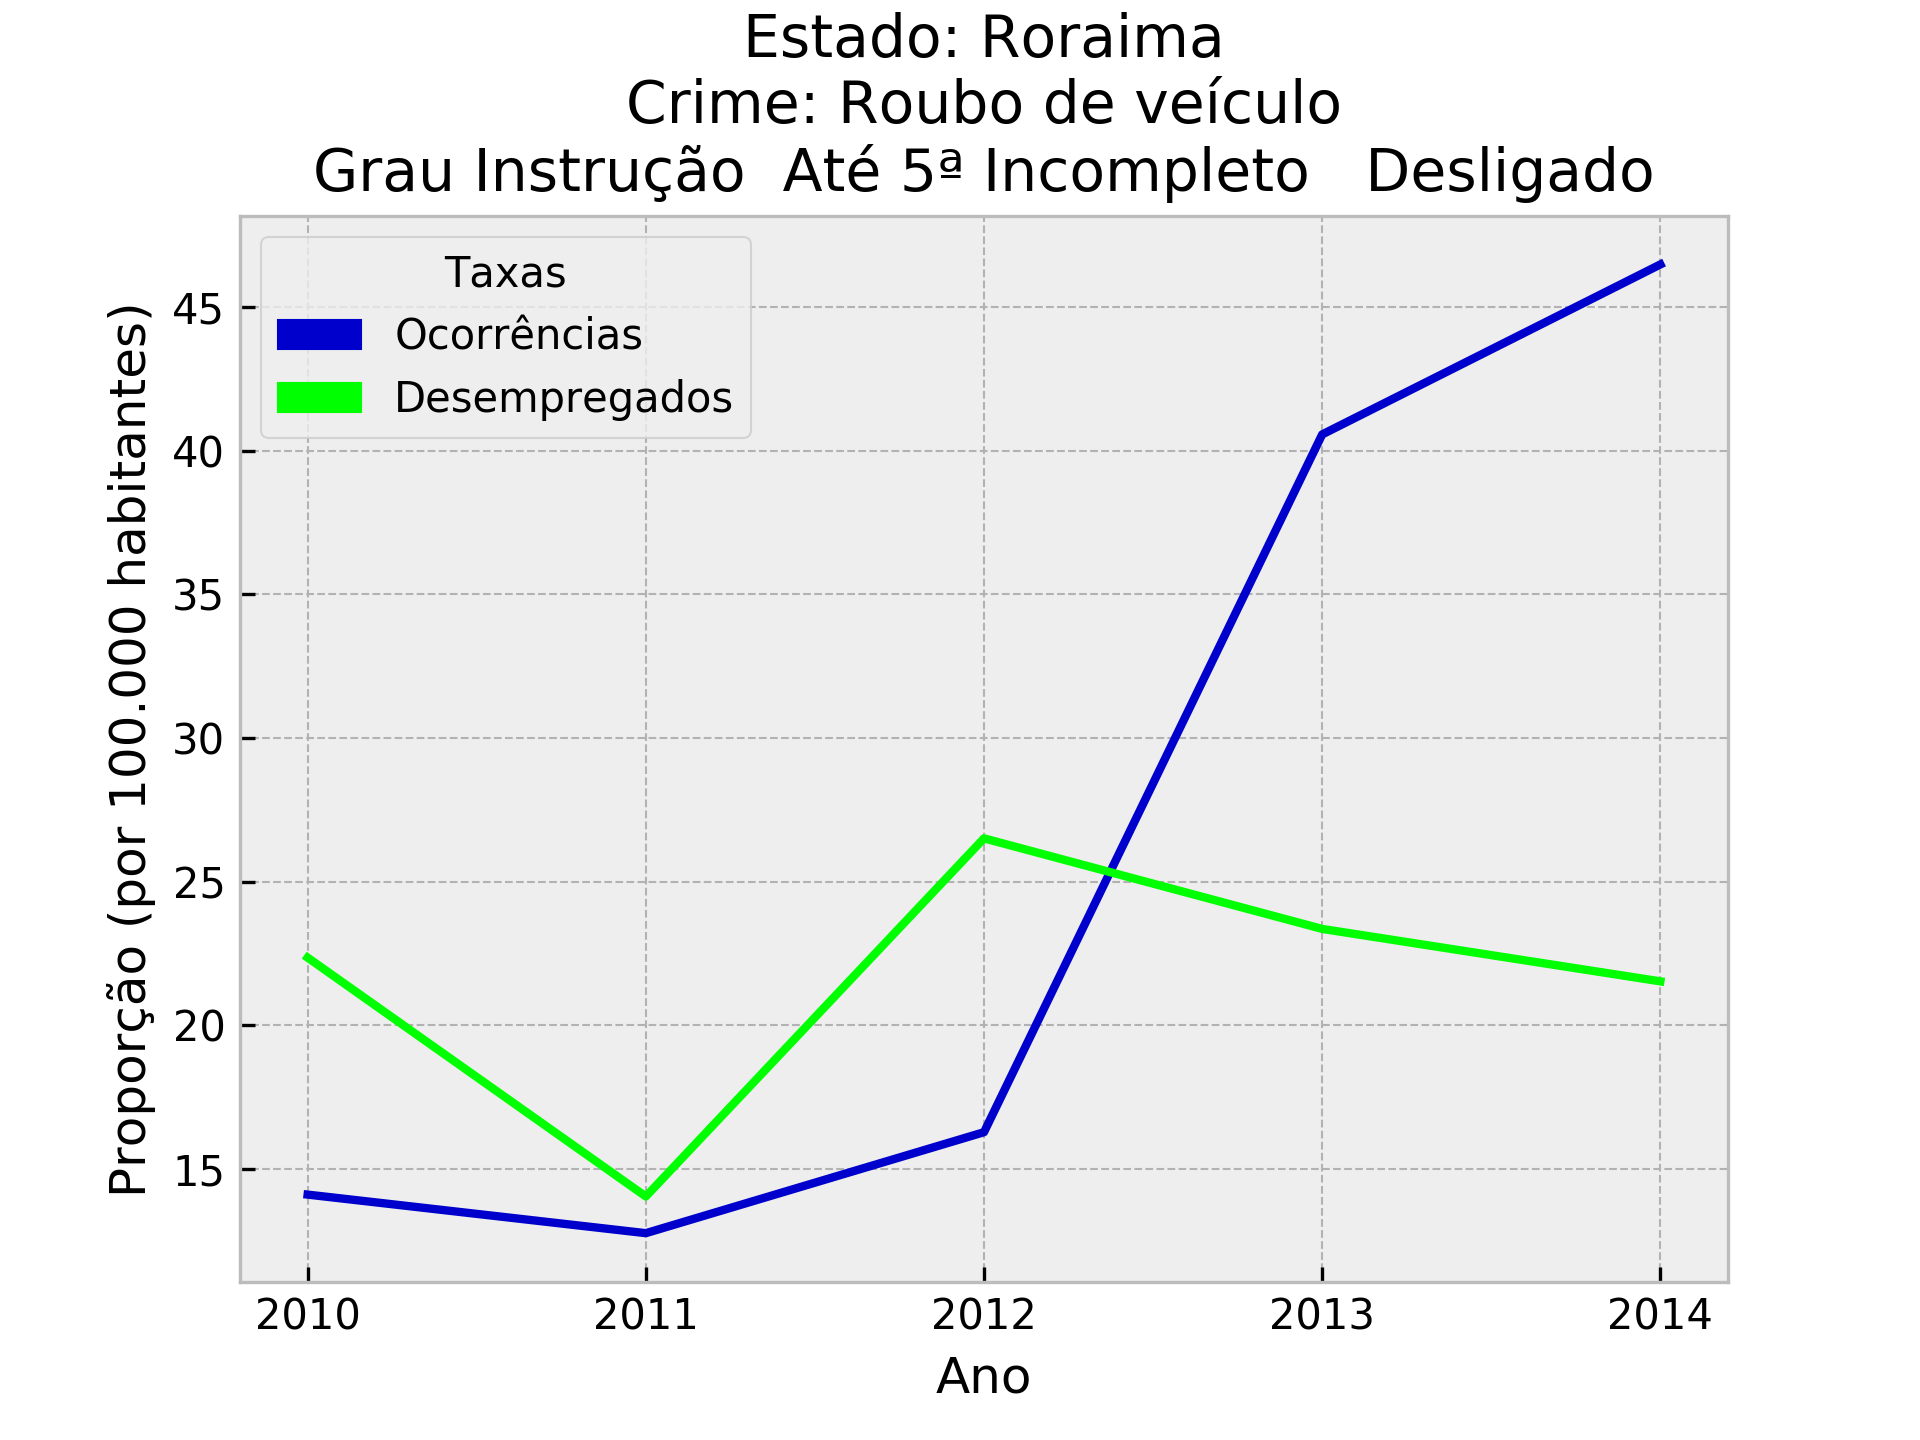 Estado: Roraima
Crime: Roubo de veículo
Grau Instrução  Até 5ª Incompleto   Desligado
Taxas
Ocorrências
Desempregados
Proporção (por 100.000 habitantes)
45
40
35
30
25
20
15
2010 2011 2012 2013 2014
Ano